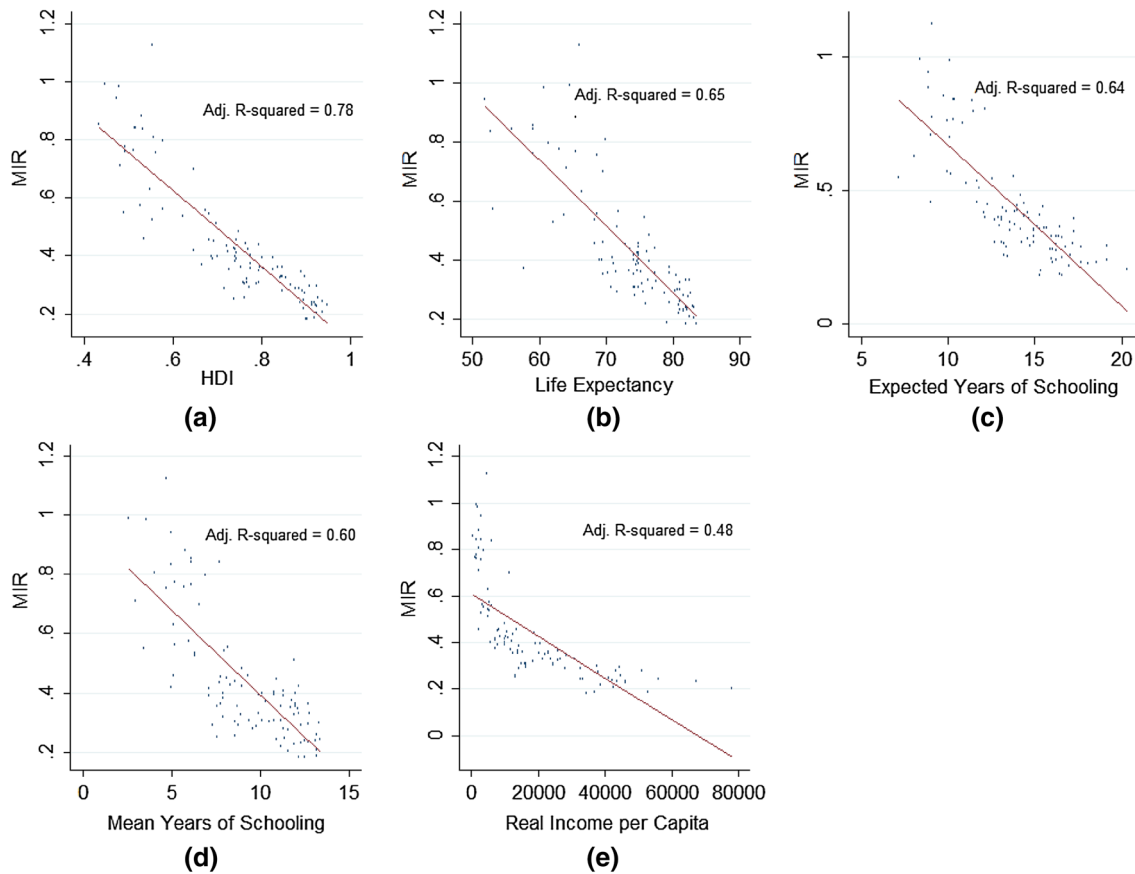 1.2
1
.8
.6
.4
.2
MIR
Adj. R-squared = 0.78
.4 .6 .8 1
HDI
(a)
1.2
1
.8
.6
.4
.2
MIR
Adj. R-squared = 0.65
50 60 70 80 90
Life Expectancy
(b)
1
.5
0
MIR
Adj. R-squared = 0.64
5 10 15 20
Expected Years of Schooling
(c)
1.2
1
.8
.6
.4
.2
MIR
Adj. R-squared = 0.60
0 5 10 15
Mean Years of Schooling
(d)
1.2
1
.8
.6
.4
.2
0
MIR
Adj. R-squared = 0.48
0 20000 40000 60000 80000
Real Income per Capita
(e)